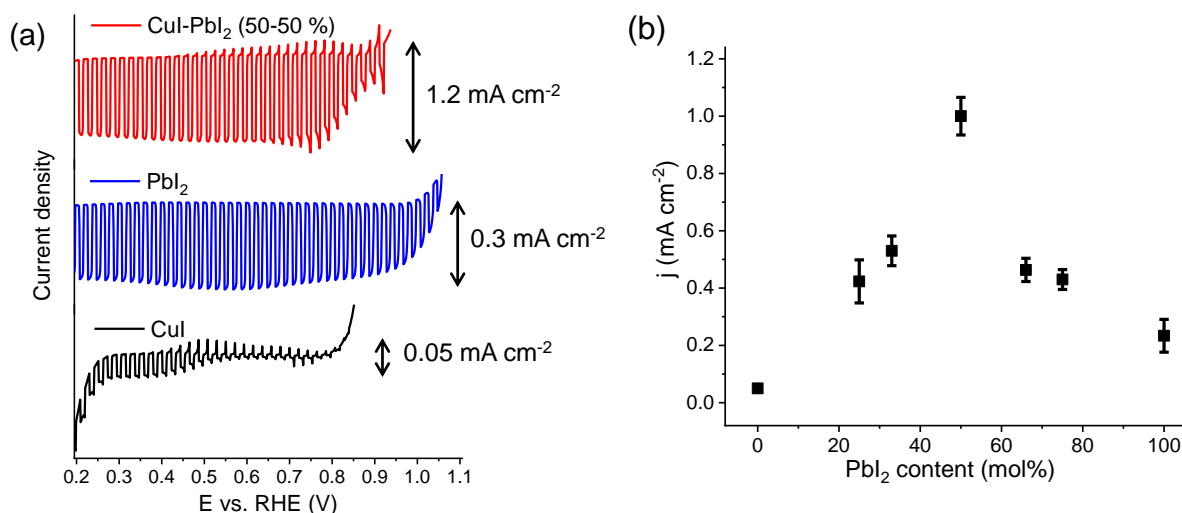 (a)
CuI-PbI₂ (50-50 %)
1.2 mA cm⁻²
PbI₂
0.3 mA cm⁻²
CuI
0.05 mA cm⁻²
Current density
0.2 0.3 0.4 0.5 0.6 0.7 0.8 0.9 1.0 1.1
E vs. RHE (V)
(b)
j (mA cm⁻²)
1.2
1.0
0.8
0.6
0.4
0.2
0.0
0 20 40 60 80 100
PbI₂ content (mol%)